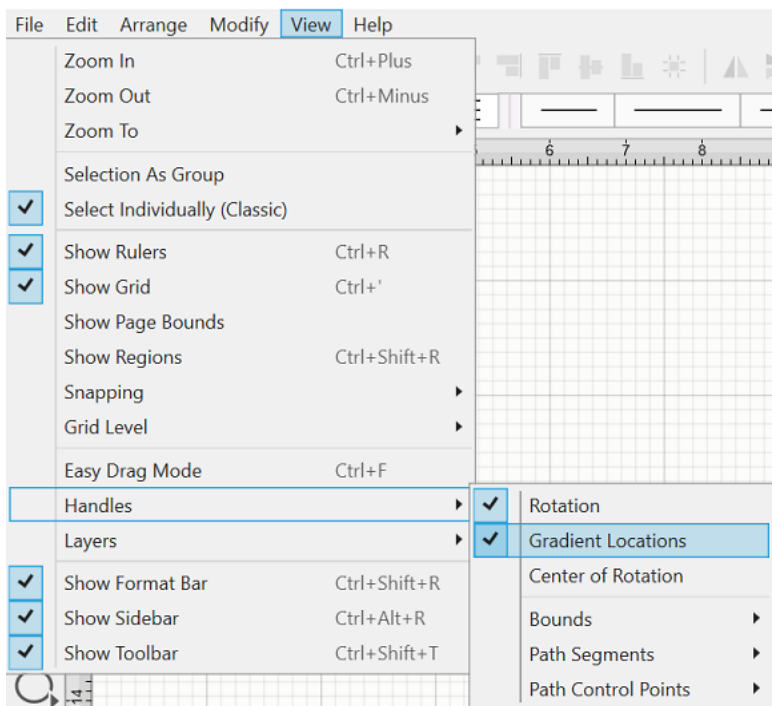 File Edit Arrange Modify View Help
Zoom In Ctrl+Plus
Zoom Out Ctrl+Minus
Zoom To
Selection As Group
Select Individually (Classic)
Show Rulers Ctrl+R
Show Grid Ctrl+'
Show Page Bounds
Show Regions Ctrl+Shift+R
Snapping
Grid Level
Easy Drag Mode Ctrl+F
Handles
Layers
Show Format Bar Ctrl+Shift+R
Show Sidebar Ctrl+Alt+R
Show Toolbar Ctrl+Shift+T
Rotation
Gradient Locations
Center of Rotation
Bounds
Path Segments
Path Control Points
6 7 8
14